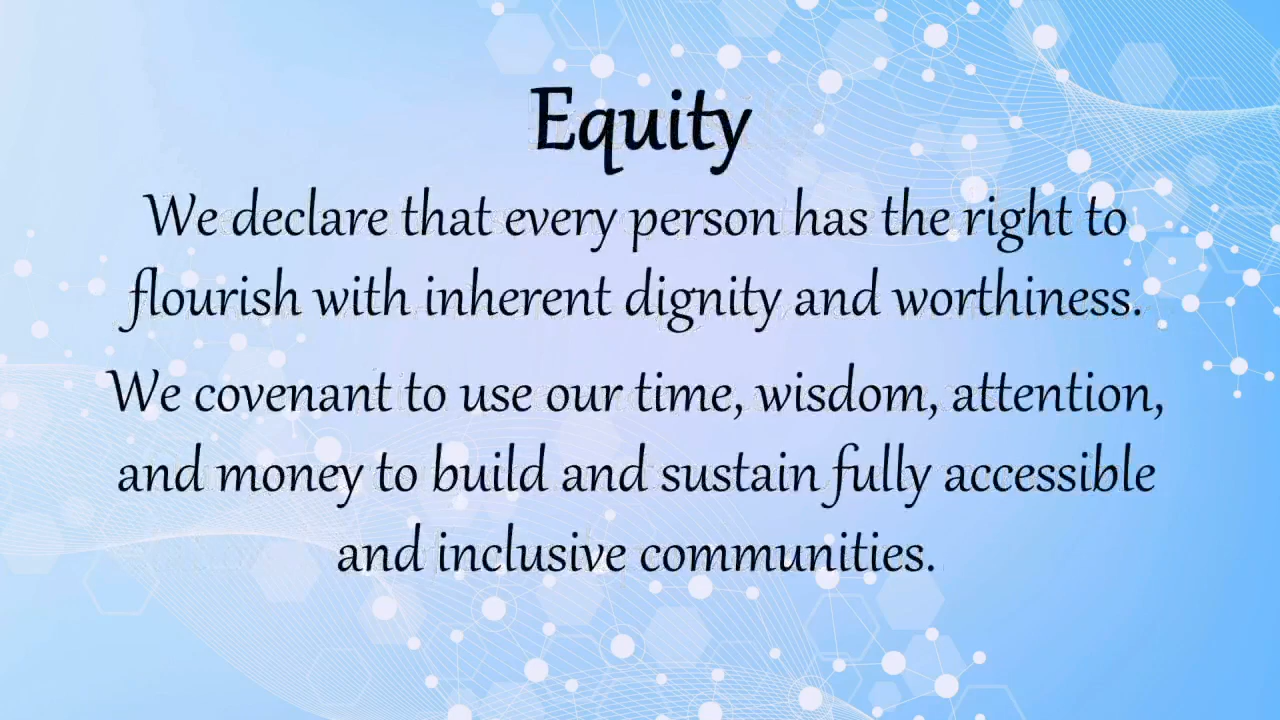 Equity
We declare that every person has the right to
flourish with inherent dignity and worthiness.
We covenant to use our time, wisdom, attention,
and money to build and sustain fully accessible
and inclusive communities.